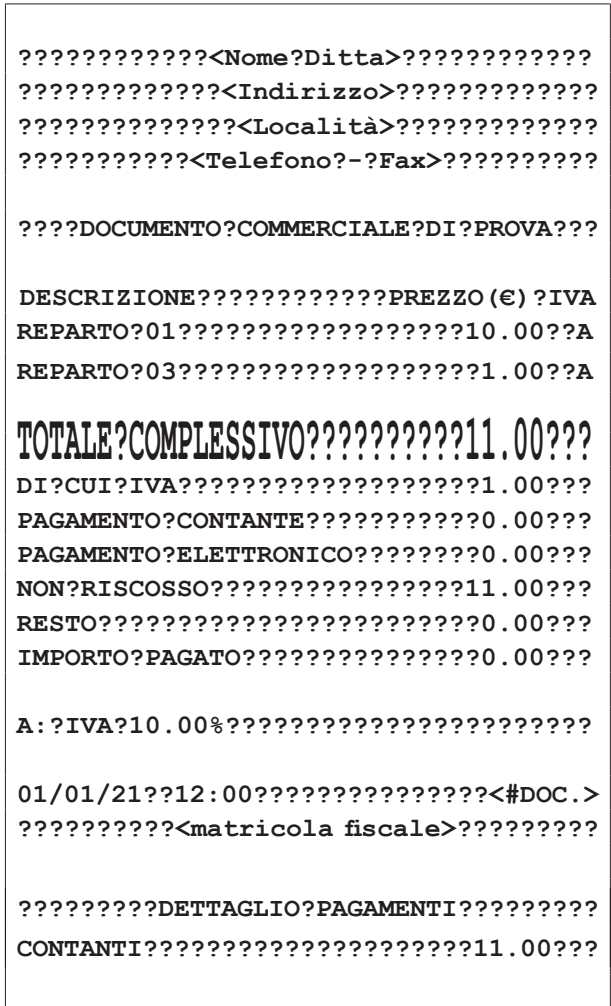 ????????????<Nome?Ditta>????????????
?????????????<Indirizzo>?????????????
??????????????<Località>?????????????
???????????<Telefono?-?Fax>??????????
????DOCUMENTO?COMMERCIALE?DI?PROVA???
DESCRIZIONE????????????PREZZO(€)?IVA
REPARTO?01??????????????????10.00??A
REPARTO?03???????????????????1.00??A
TOTALE?COMPLESSIVO??????????11.00???
DI?CUI?IVA???????????????????1.00???
PAGAMENTO?CONTANTE???????????0.00???
PAGAMENTO?ELETTRONICO????????0.00???
NON?RISCOSSO????????????????11.00???
RESTO????????????????????????0.00???
IMPORTO?PAGATO???????????????0.00???
A:?IVA?10.00%???????????????????????
01/01/21??12:00???????????????<#DOC.>
??????????<matricola fiscale>?????????
?????????DETTAGLIO?PAGAMENTI?????????
CONTANTI?????????????????????11.00???